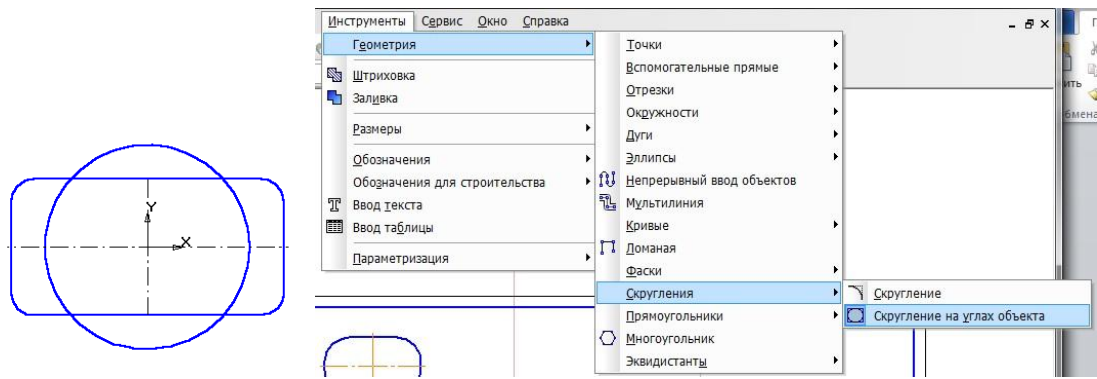 Инструменты Сервис Окно Справка
Геометрия
Штриховка
Заливка
Размеры
Обозначения
Обозначения для строительства
Ввод текста
Ввод таблицы
Параметризация
Точки
Вспомогательные прямые
Отрезки
Окружности
Дуги
Эллипсы
Непрерывный ввод объектов
Мультилиния
Кривые
Ломаная
Фаски
Скругления
Прямоугольники
Многоугольник
Эквидистанты
Скругление
Скругление на углах объекта
Y
X
ить
бмена